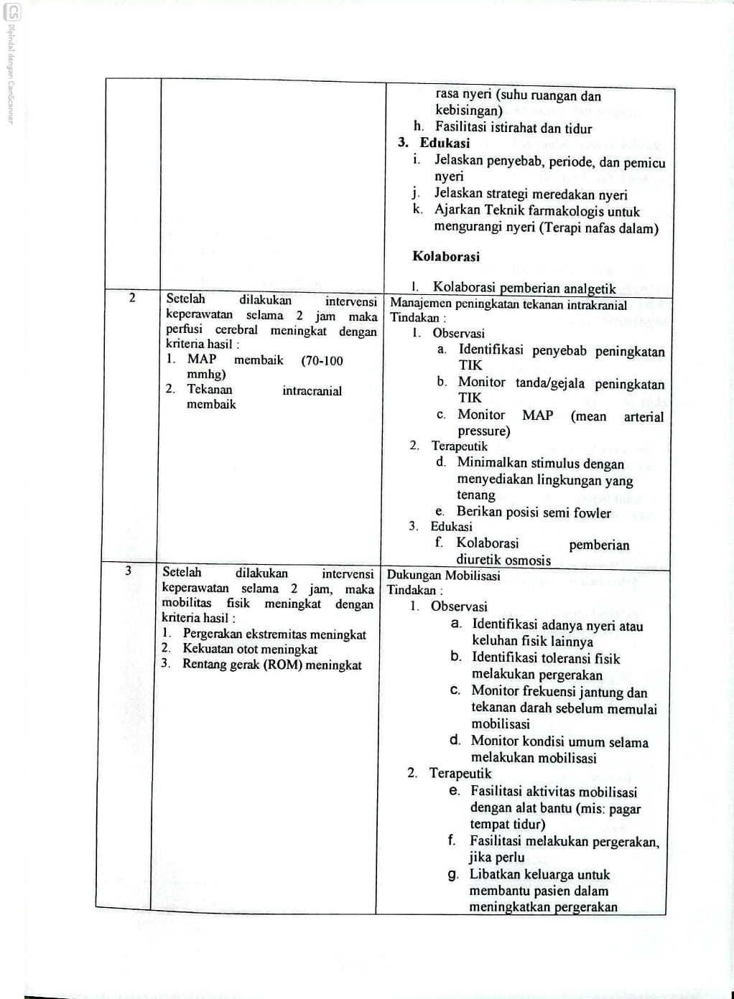 CS Dipindai dengan CamScanner
rasa nyeri (suhu ruangan dan
kebisingan)
h. Fasilitasi istirahat dan tidur
3. Edukasi
i. Jelaskan penyebab, periode, dan pemicu
nyeri
j. Jelaskan strategi meredakan nyeri
k. Ajarkan Teknik farmakologis untuk
mengurangi nyeri (Terapi nafas dalam)
Kolaborasi
l. Kolaborasi pemberian analgetik
2
Setelah dilakukan intervensi
keperawatan selama 2 jam maka
perfusi cerebral meningkat dengan
kriteria hasil :
1. MAP membaik (70-100
mmhg)
2. Tekanan intracranial
membaik
Manajemen peningkatan tekanan intrakranial
Tindakan :
1. Observasi
a. Identifikasi penyebab peningkatan
TIK
b. Monitor tanda/gejala peningkatan
TIK
c. Monitor MAP (mean arterial
pressure)
2. Terapeutik
d. Minimalkan stimulus dengan
menyediakan lingkungan yang
tenang
e. Berikan posisi semi fowler
3. Edukasi
f. Kolaborasi pemberian
diuretik osmosis
3
Setelah dilakukan intervensi
keperawatan selama 2 jam, maka
mobilitas fisik meningkat dengan
kriteria hasil :
1. Pergerakan ekstremitas meningkat
2. Kekuatan otot meningkat
3. Rentang gerak (ROM) meningkat
Dukungan Mobilisasi
Tindakan :
1. Observasi
a. Identifikasi adanya nyeri atau
keluhan fisik lainnya
b. Identifikasi toleransi fisik
melakukan pergerakan
c. Monitor frekuensi jantung dan
tekanan darah sebelum memulai
mobilisasi
d. Monitor kondisi umum selama
melakukan mobilisasi
2. Terapeutik
e. Fasilitasi aktivitas mobilisasi
dengan alat bantu (mis: pagar
tempat tidur)
f. Fasilitasi melakukan pergerakan,
jika perlu
g. Libatkan keluarga untuk
membantu pasien dalam
meningkatkan pergerakan